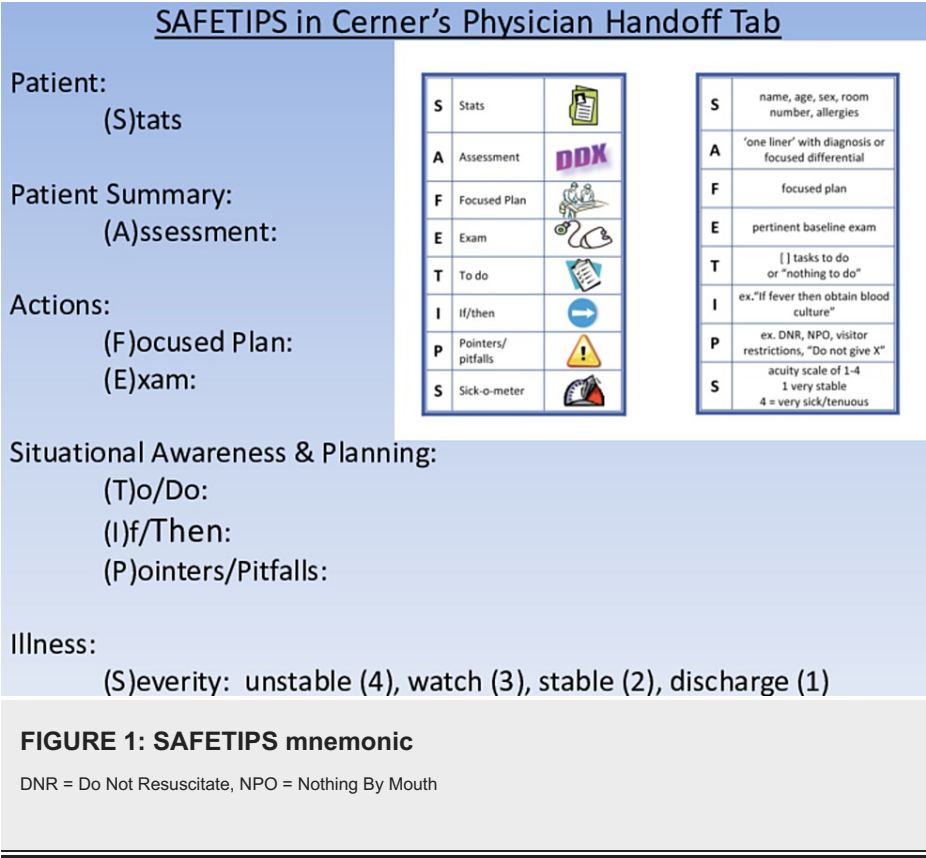 SAFETIPS in Cerner's Physician Handoff Tab
Patient:
(S)tats
Patient Summary:
(A)ssessment:
Actions:
(F)ocused Plan:
(E)xam:
S Stats
A Assessment DDX
F Focused Plan
E Exam
T To do
I If/then
P Pointers/
pitfalls
S Sick-o-meter
S name, age, sex, room
number, allergies
A 'one liner' with diagnosis or
focused differential
F focused plan
E pertinent baseline exam
T [ ] tasks to do
or "nothing to do"
I ex."If fever then obtain blood
culture"
P ex. DNR, NPO, visitor
restrictions, "Do not give X"
S acuity scale of 1-4
1 very stable
4 = very sick/tenuous
Situational Awareness & Planning:
(T)o/Do:
(I)f/Then:
(P)ointers/Pitfalls:
Illness:
(S)everity: unstable (4), watch (3), stable (2), discharge (1)
FIGURE 1: SAFETIPS mnemonic
DNR = Do Not Resuscitate, NPO = Nothing By Mouth